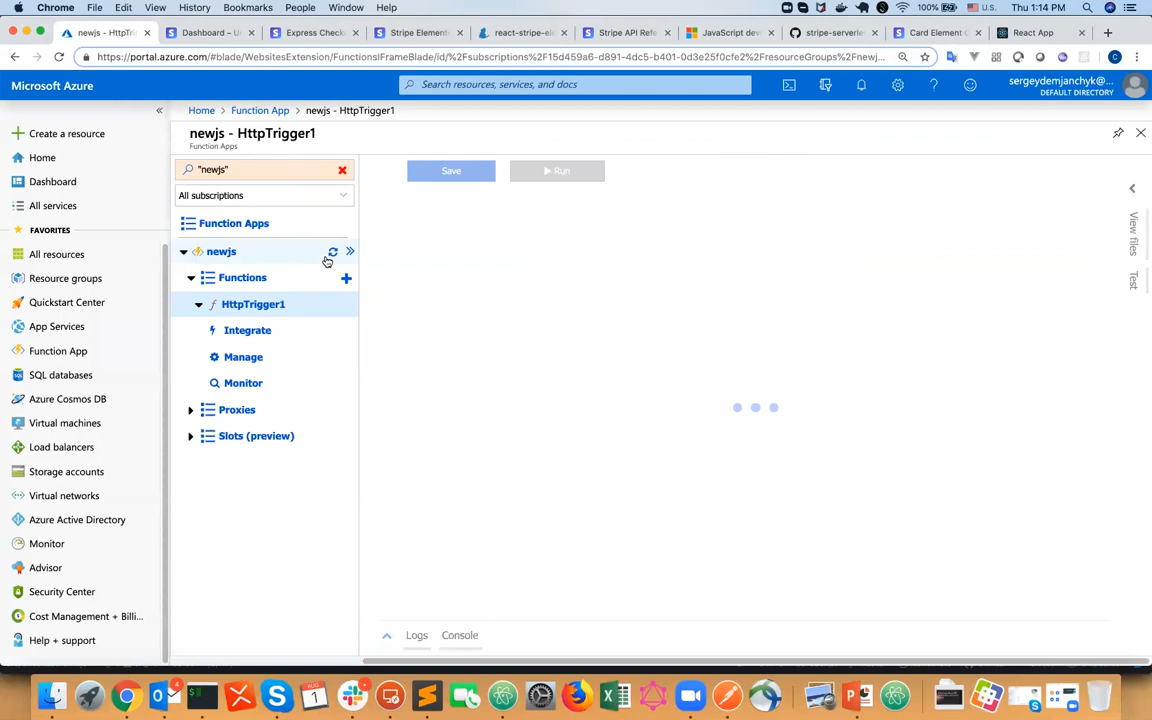 Chrome File Edit View History Bookmarks People Window Help 100% U.S. Thu 1:14 PM
newjs - HttpTri Dashboard – U Express Check Stripe Element react-stripe-el Stripe API Refe JavaScript dev stripe-serverle Card Element React App
https://portal.azure.com/#blade/WebsitesExtension/FunctionsIFrameBlade/id/%2Fsubscriptions%2F15d459a6-d891-4dc5-b401-0d3e25f0cfe2%2FresourceGroups%2Fnewj...
Microsoft Azure
Search resources, services, and docs
sergeydemjanchyk@...
DEFAULT DIRECTORY
Home > Function App > newjs - HttpTrigger1
newjs - HttpTrigger1
Function Apps
Create a resource
Home
Dashboard
All services
FAVORITES
All resources
Resource groups
Quickstart Center
App Services
Function App
SQL databases
Azure Cosmos DB
Virtual machines
Load balancers
Storage accounts
Virtual networks
Azure Active Directory
Monitor
Advisor
Security Center
Cost Management + Billi...
Help + support
"newjs"
All subscriptions
Function Apps
newjs
Functions
HttpTrigger1
Integrate
Manage
Monitor
Proxies
Slots (preview)
Save
Run
View files
Test
Logs Console
4
AUG
1